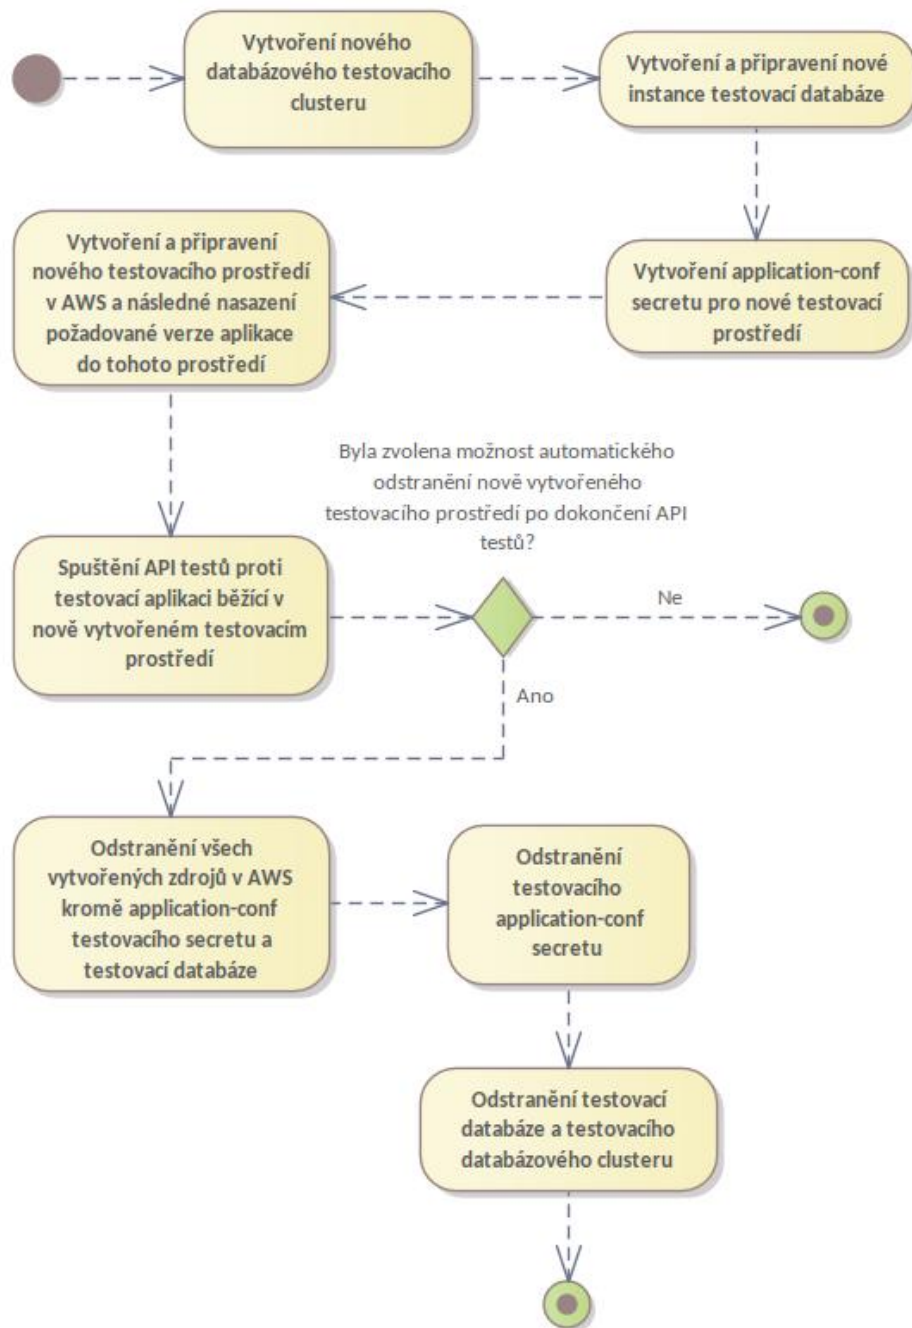 Vytvoření nového
databázového testovacího
clusteru
Vytvoření a připravení nové
instance testovací databáze
Vytvoření a připravení
nového testovacího prostředí
v AWS a následné nasazení
požadované verze aplikace
do tohoto prostředí
Vytvoření application-conf
secretu pro nové testovací
prostředí
Byla zvolena možnost automatického
odstranění nově vytvořeného
testovacího prostředí po dokončení API
testů?
Spuštění API testů proti
testovací aplikaci běžící v
nově vytvořeném testovacím
prostředí
Ne
Ano
Odstranění všech
vytvořených zdrojů v AWS
kromě application-conf
testovacího secretu a
testovací databáze
Odstranění
testovacího
application-conf
secretu
Odstranění testovací
databáze a testovacího
databázového clusteru